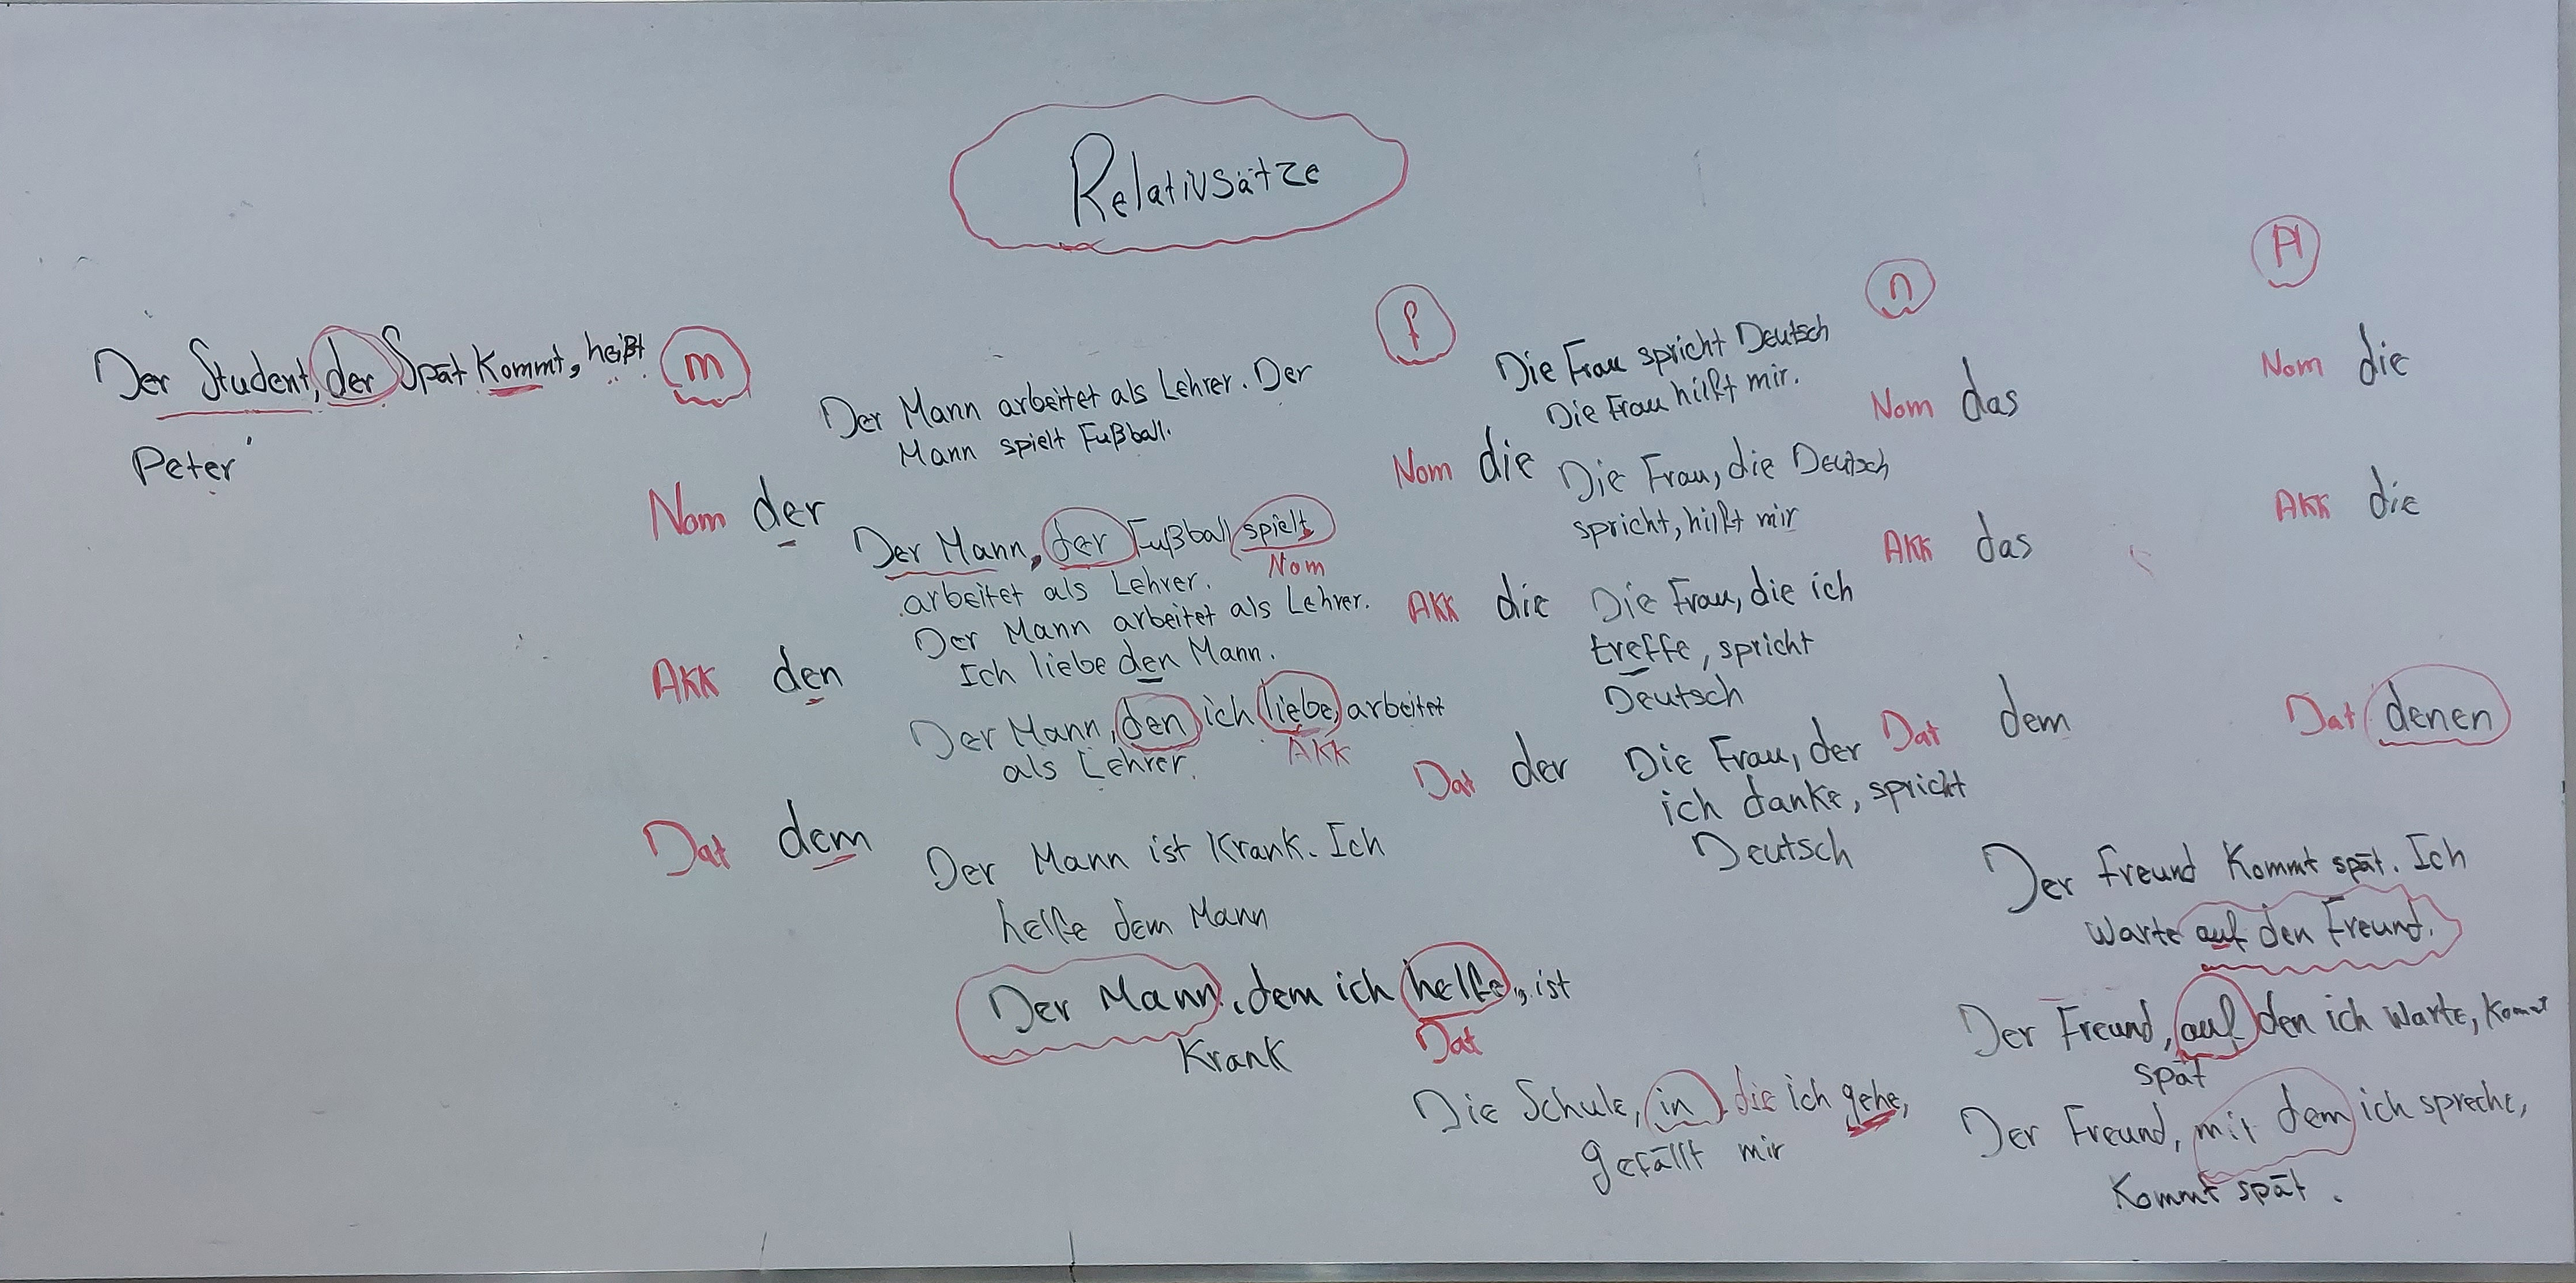 Relativsätze
Der Student, der Spät Kommt, heißt
Peter
m
Der Mann arbeitet als Lehrer. Der
Mann spielt Fußball.
Nom der
Der Mann, der Fußball spielt,
Nom
arbeitet als Lehrer.
Der Mann arbeitet als Lehrer.
Ich liebe den Mann.
AKK den
Der Mann, den ich liebe, arbeitet
AKK
als Lehrer.
Dat dem
Der Mann ist Krank. Ich
helfe dem Mann
Der Mann, dem ich helfe, ist
Dat
Krank
f
Die Frau spricht Deutsch
Die Frau hilft mir.
Nom die
Die Frau, die Deutsch
spricht, hilft mir
AKK die
Die Frau, die ich
treffe, spricht
Deutsch
Dat der
Die Frau, der
ich danke, spricht
Deutsch
Die Schule, in die ich gehe,
gefällt mir
n
Nom das
AKK das
Dat dem
Pl
Nom die
AKK die
Dat denen
Der Freund Kommt spät. Ich
warte auf den Freund.
Der Freund, auf den ich warte, Kommt
spät
Der Freund, mit dem ich spreche,
Kommt spät.